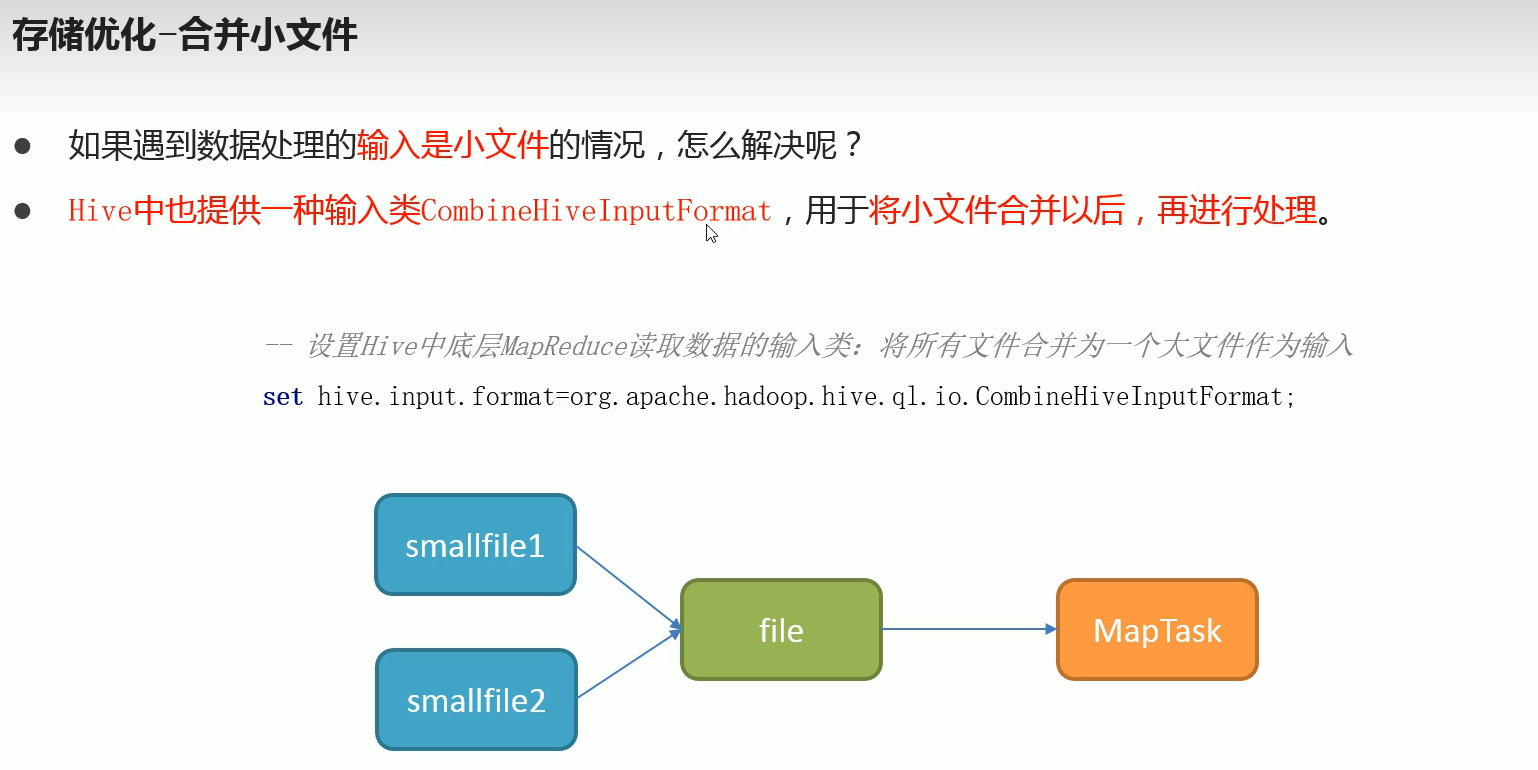 存储优化-合并小文件
如果遇到数据处理的输入是小文件的情况，怎么解决呢？
Hive中也提供一种输入类CombineHiveInputFormat，用于将小文件合并以后，再进行处理。
-- 设置Hive中底层MapReduce读取数据的输入类：将所有文件合并为一个大文件作为输入
set hive.input.format=org.apache.hadoop.hive.ql.io.CombineHiveInputFormat;
smallfile1
file
MapTask
smallfile2